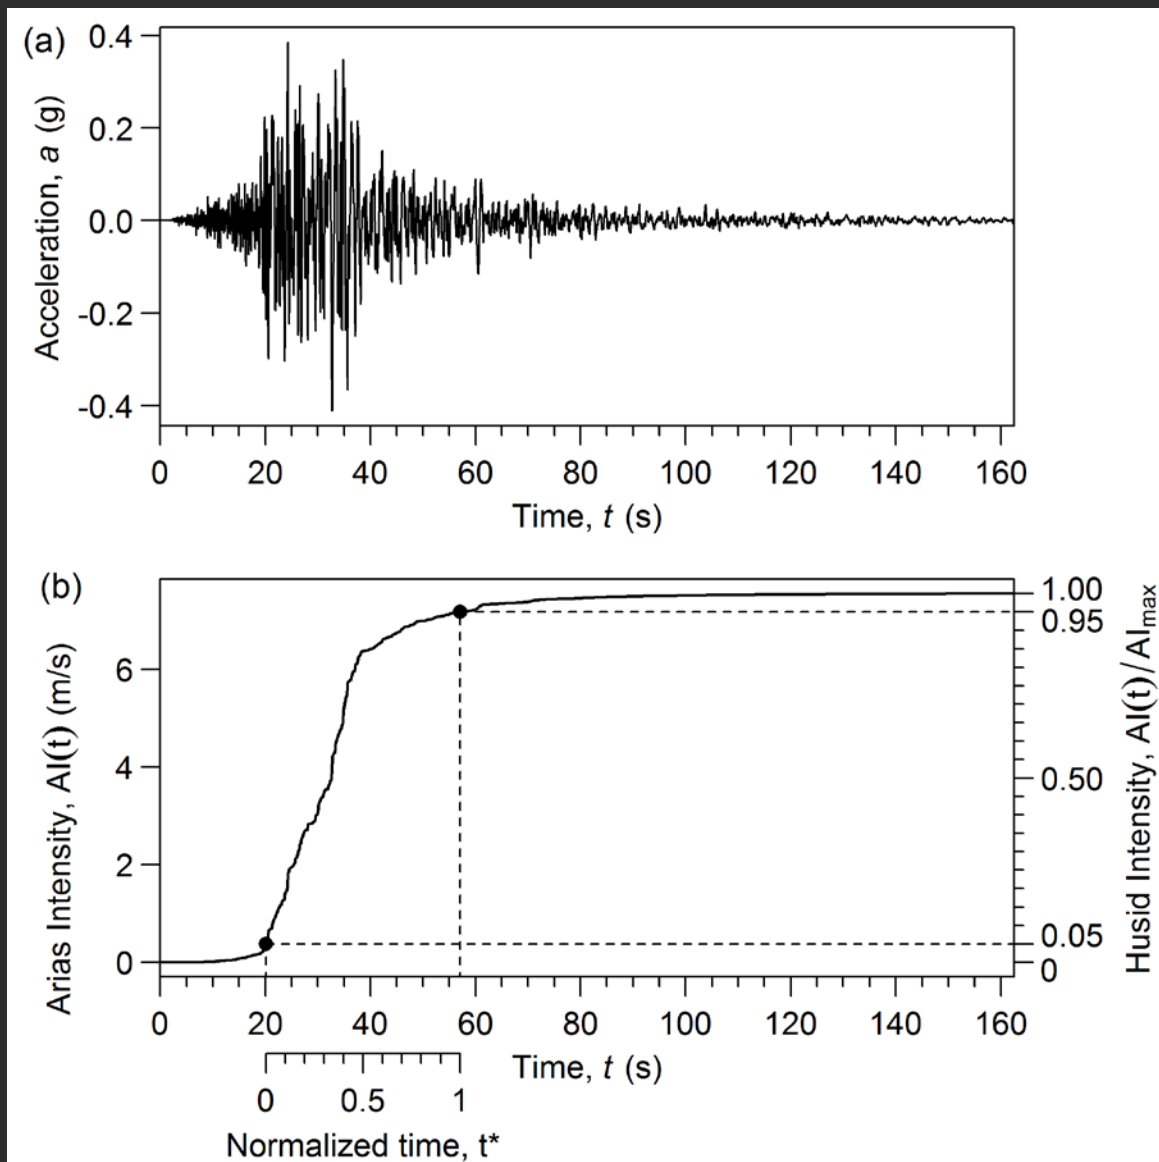 (a)
Acceleration, a (g)
0.4
0.2
0.0
-0.2
-0.4
0 20 40 60 80 100 120 140 160
Time, t (s)
(b)
Arias Intensity, AI(t) (m/s)
6
4
2
0
1.00
0.95
0.50
0.05
0
Husid Intensity, AI(t)/AImax
0 20 40 60 80 100 120 140 160
Time, t (s)
0 0.5 1
Normalized time, t*